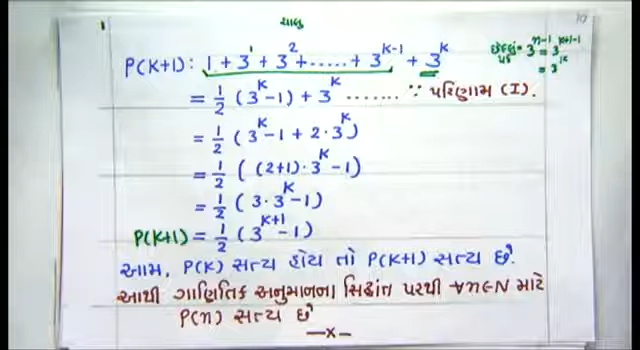 ચાલુ
P(K+1) : 1 + 3¹ + 3² + ..... + 3^(K-1) + 3^K
છેલ્લું પદ = 3^(n-1) = 3^(K+1-1)
= 3^K
= 1/2 (3^K - 1) + 3^K ....... ∵ પરિણામ (I).
= 1/2 (3^K - 1 + 2·3^K)
= 1/2 ((2+1)·3^K - 1)
= 1/2 (3·3^K - 1)
P(K+1) = 1/2 (3^(K+1) - 1)
આમ, P(K) સત્ય હોય તો P(K+1) સત્ય છે.
આથી ગાણિતિક અનુમાનના સિદ્ધાંત પરથી ∀n∈N માટે
P(n) સત્ય છે
—x—